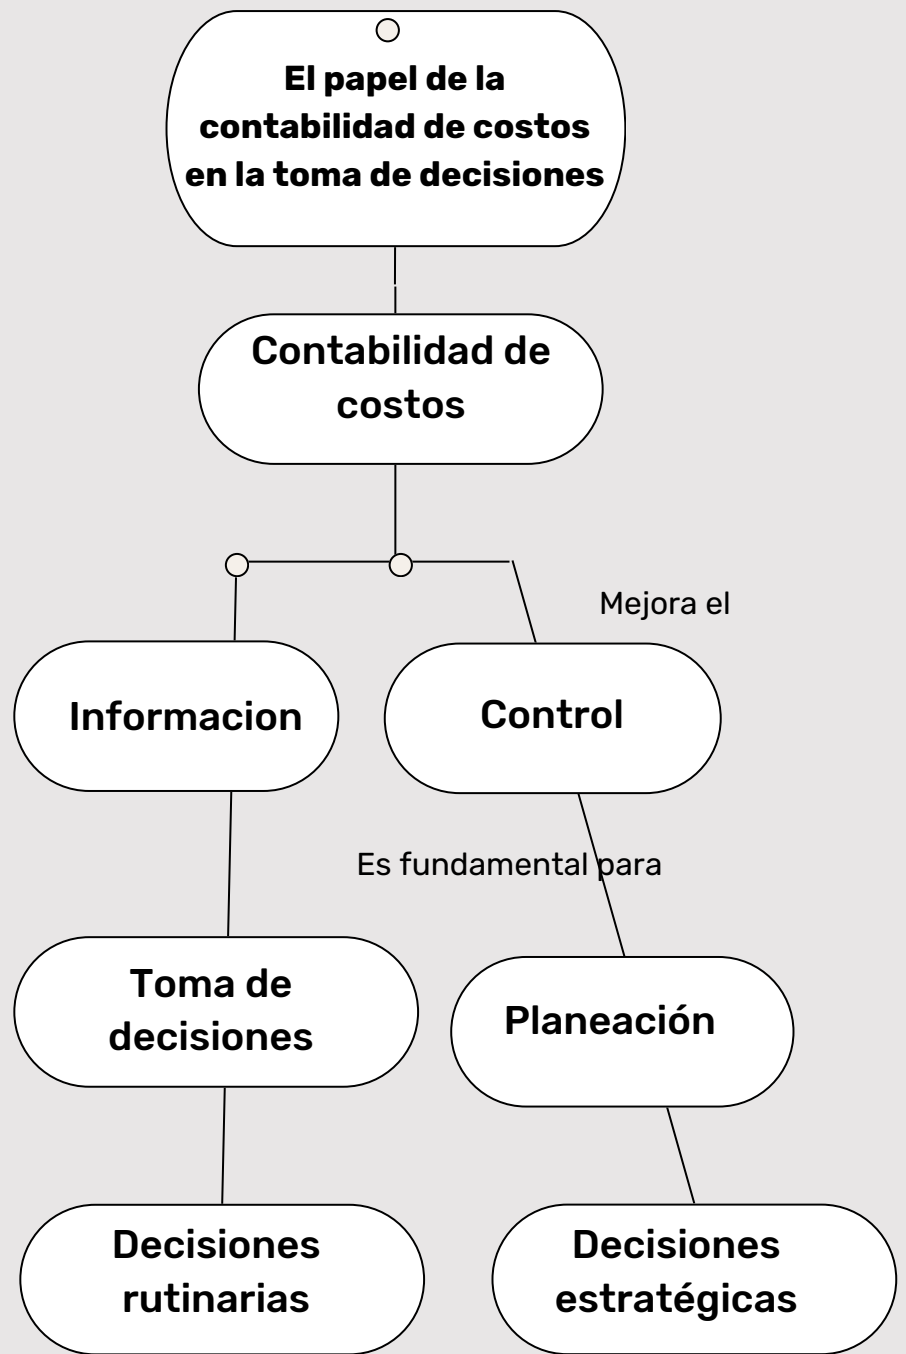 El papel de la
contabilidad de costos
en la toma de decisiones
Contabilidad de
costos
Mejora el
Informacion
Control
Es fundamental para
Toma de
decisiones
Planeación
Decisiones
rutinarias
Decisiones
estratégicas